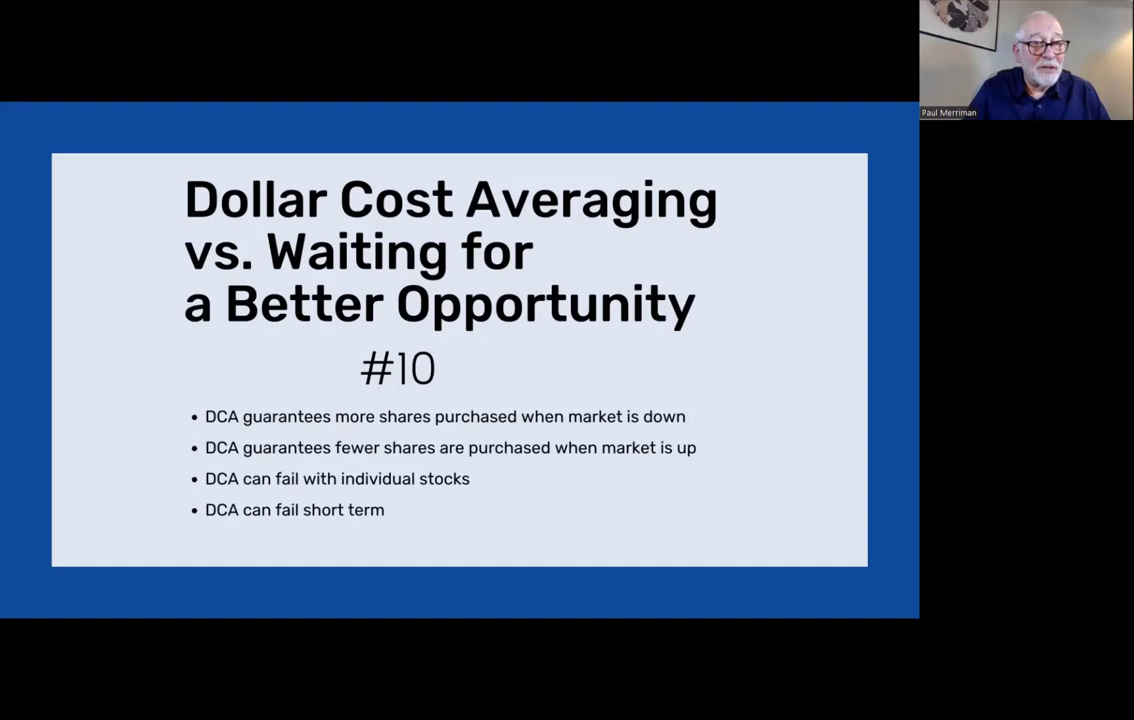 Dollar Cost Averaging
vs. Waiting for
a Better Opportunity
#10
• DCA guarantees more shares purchased when market is down
• DCA guarantees fewer shares are purchased when market is up
• DCA can fail with individual stocks
• DCA can fail short term
Paul Merriman